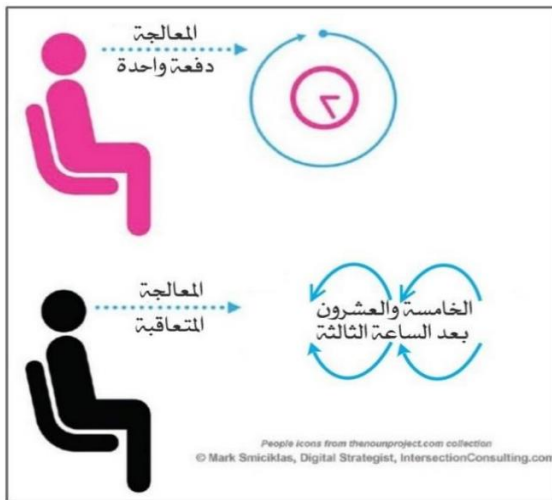 المعالجة
دفعة واحدة
المعالجة
المتعاقبة
الخامسة والعشرون
بعد الساعة الثالثة
People icons from thenounproject.com collection
© Mark Smiciklas, Digital Strategist, IntersectionConsulting.com